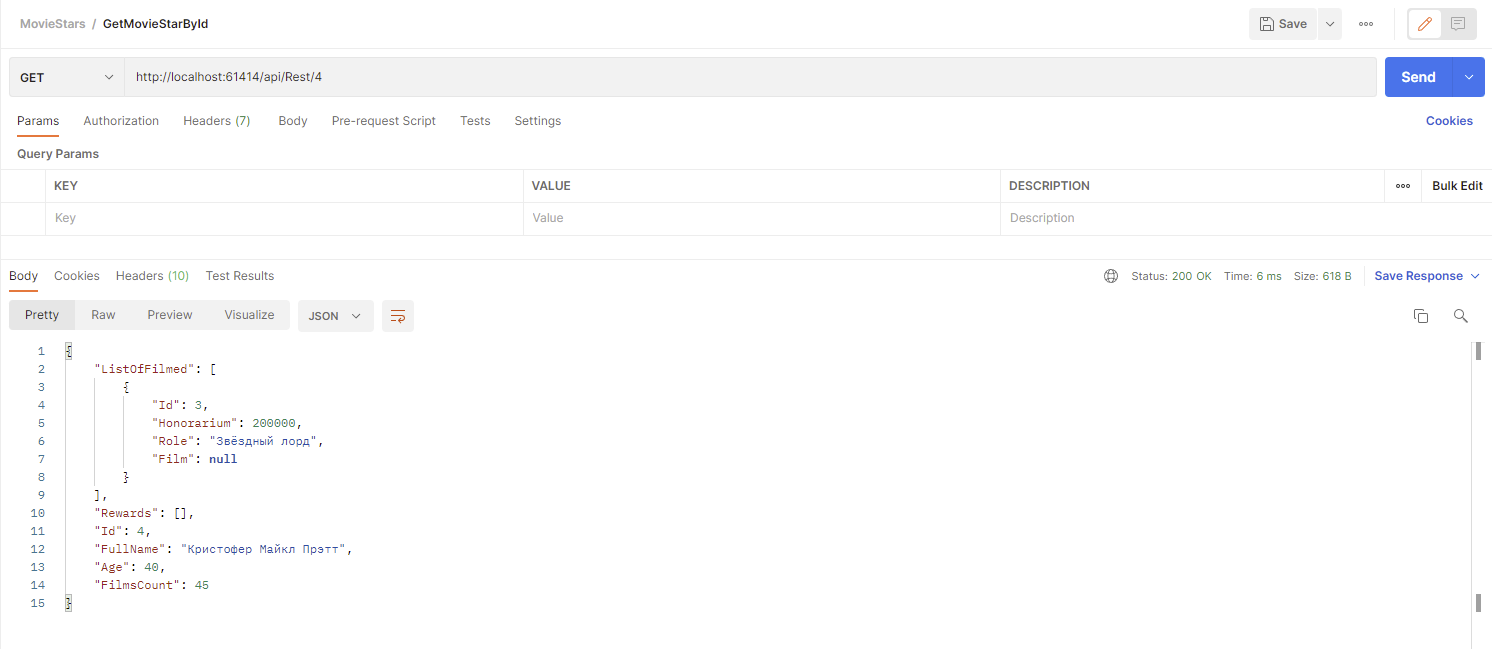 MovieStars / GetMovieStarById
Save
GET http://localhost:61414/api/Rest/4 Send
Params Authorization Headers (7) Body Pre-request Script Tests Settings Cookies
Query Params
KEY VALUE DESCRIPTION Bulk Edit
Key Value Description
Body Cookies Headers (10) Test Results Status: 200 OK Time: 6 ms Size: 618 B Save Response
Pretty Raw Preview Visualize JSON
1 {
2 "ListOfFilmed": [
3 {
4 "Id": 3,
5 "Honorarium": 200000,
6 "Role": "Звёздный лорд",
7 "Film": null
8 }
9 ],
10 "Rewards": [],
11 "Id": 4,
12 "FullName": "Кристофер Майкл Прэтт",
13 "Age": 40,
14 "FilmsCount": 45
15 }